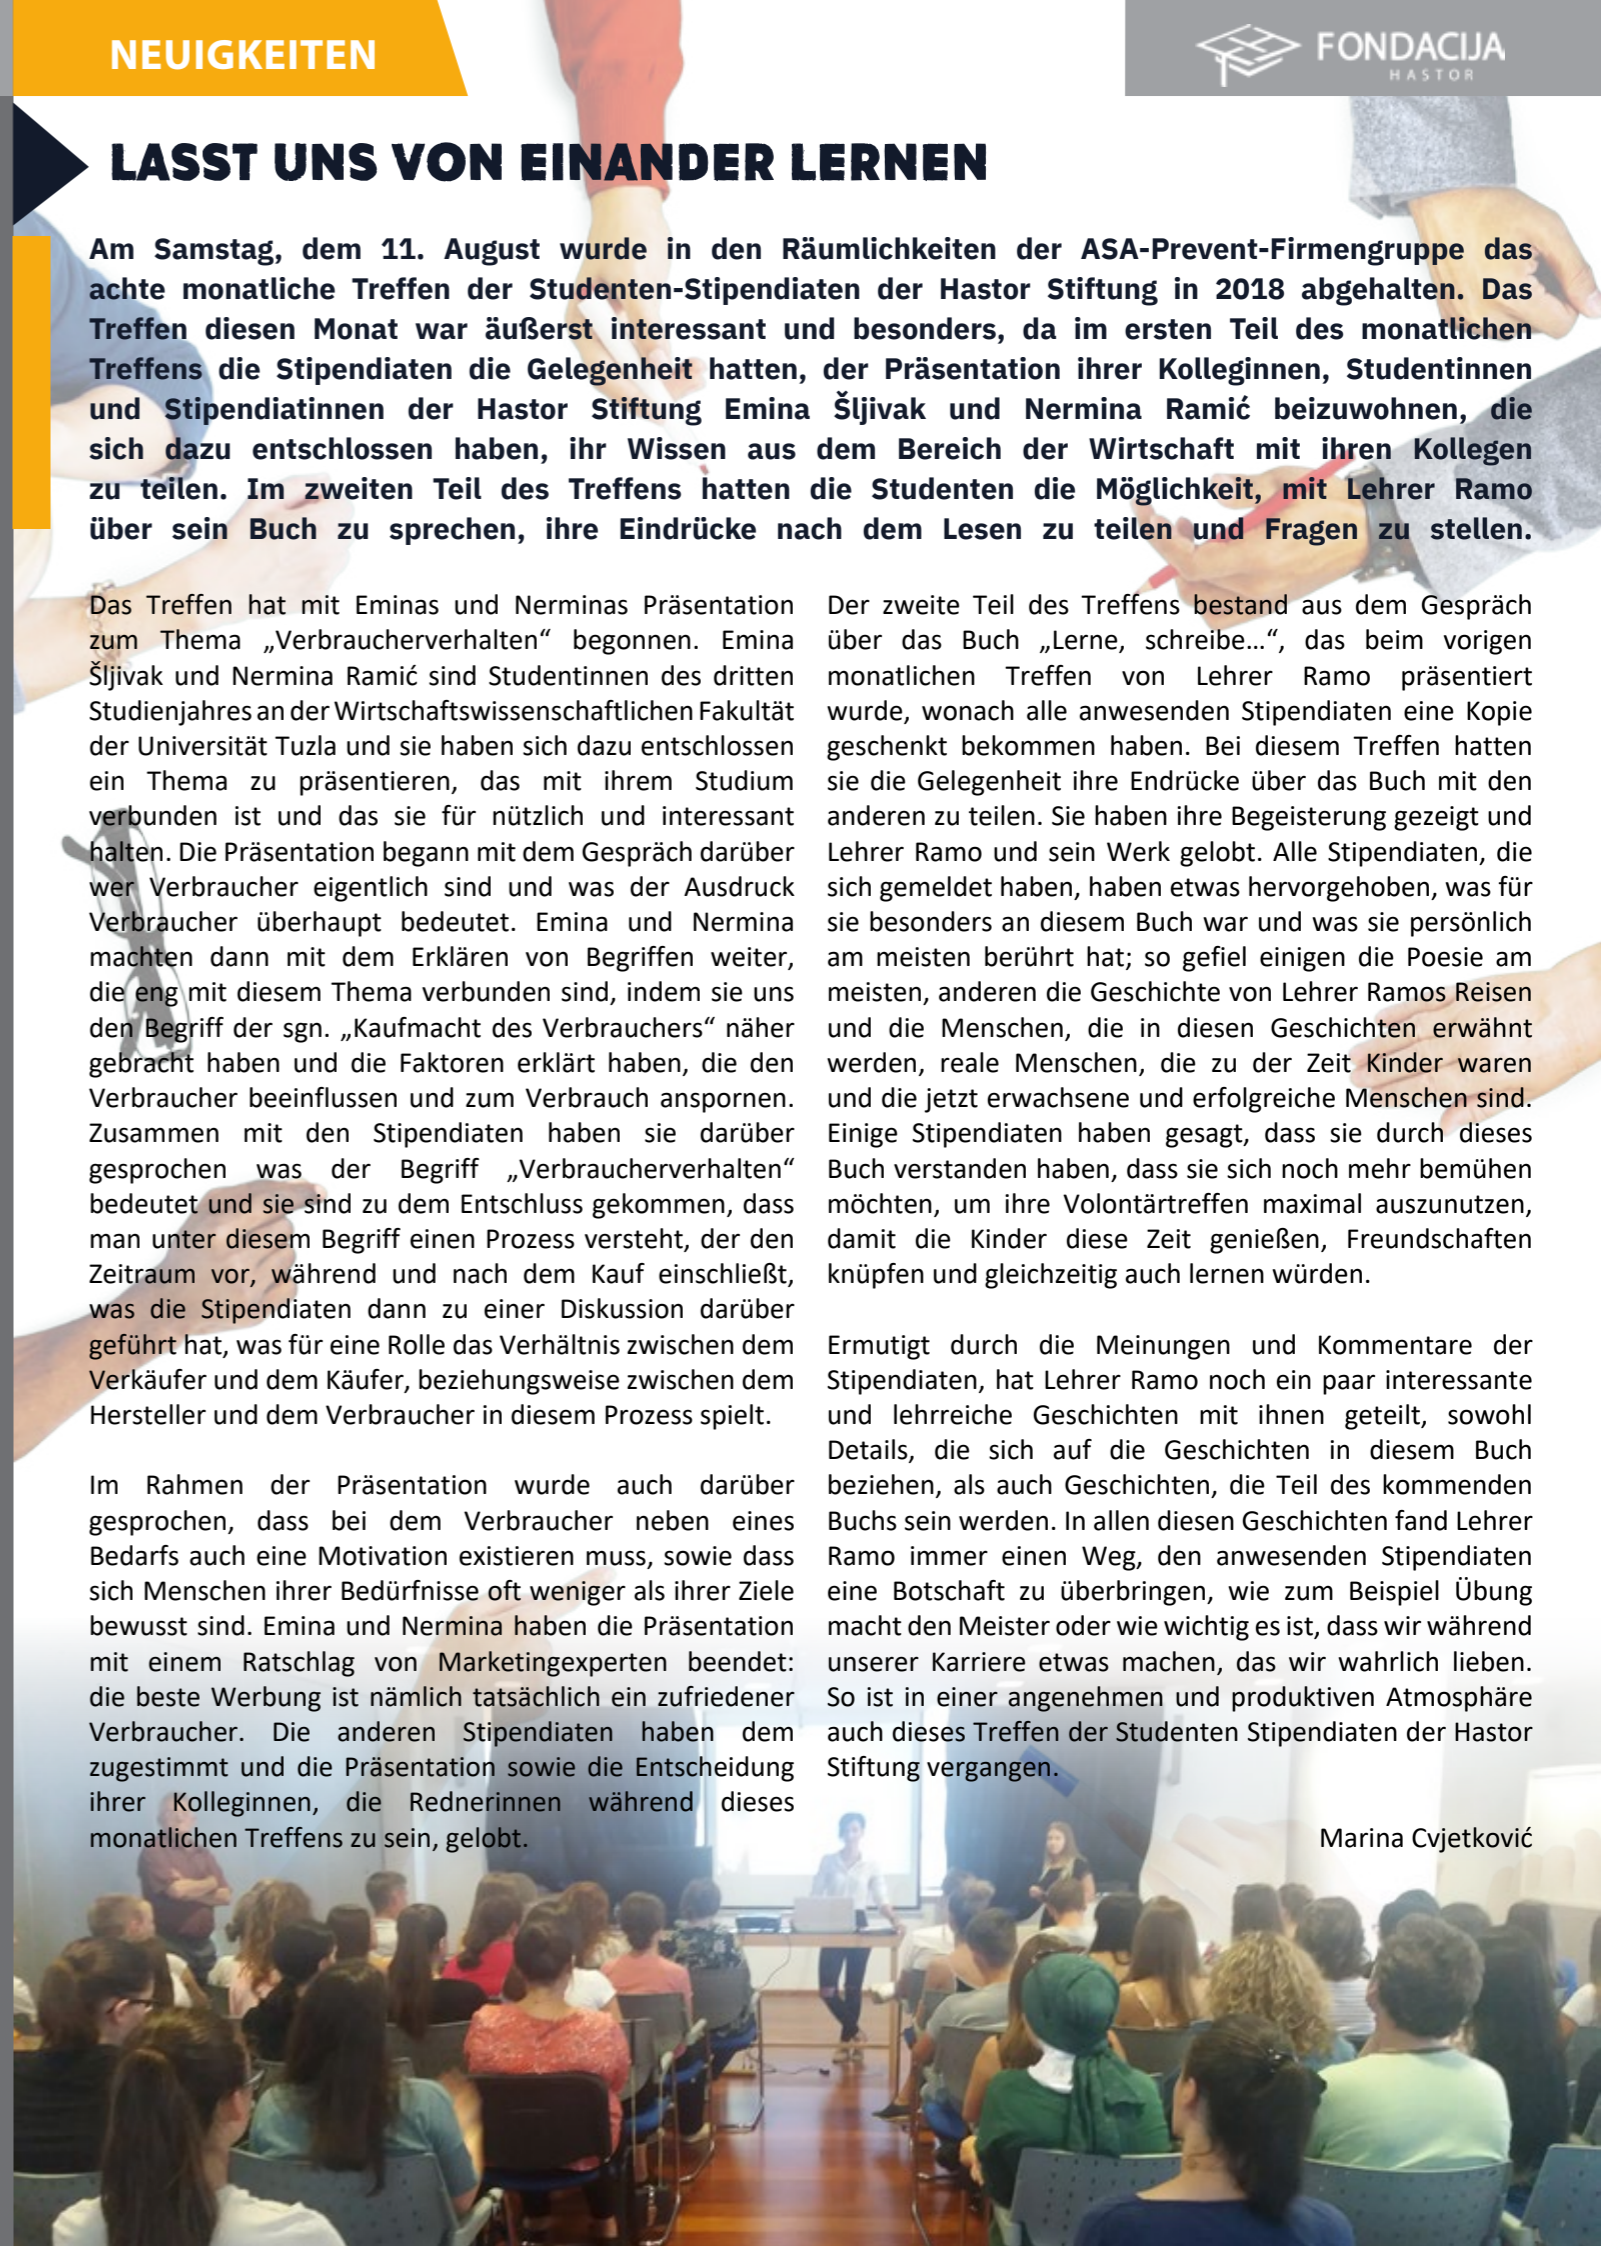 NEUIGKEITEN
FONDACIJA
HASTOR
LASST UNS VON EINANDER LERNEN
Am Samstag, dem 11. August wurde in den Räumlichkeiten der ASA-Prevent-Firmengruppe das
achte monatliche Treffen der Studenten-Stipendiaten der Hastor Stiftung in 2018 abgehalten. Das
Treffen diesen Monat war äußerst interessant und besonders, da im ersten Teil des monatlichen
Treffens die Stipendiaten die Gelegenheit hatten, der Präsentation ihrer Kolleginnen, Studentinnen
und Stipendiatinnen der Hastor Stiftung Emina Šljivak und Nermina Ramić beizuwohnen, die
sich dazu entschlossen haben, ihr Wissen aus dem Bereich der Wirtschaft mit ihren Kollegen
zu teilen. Im zweiten Teil des Treffens hatten die Studenten die Möglichkeit, mit Lehrer Ramo
über sein Buch zu sprechen, ihre Eindrücke nach dem Lesen zu teilen und Fragen zu stellen.
Das Treffen hat mit Eminas und Nerminas Präsentation
zum Thema „Verbraucherverhalten“ begonnen. Emina
Šljivak und Nermina Ramić sind Studentinnen des dritten
Studienjahres an der Wirtschaftswissenschaftlichen Fakultät
der Universität Tuzla und sie haben sich dazu entschlossen
ein Thema zu präsentieren, das mit ihrem Studium
verbunden ist und das sie für nützlich und interessant
halten. Die Präsentation begann mit dem Gespräch darüber
wer Verbraucher eigentlich sind und was der Ausdruck
Verbraucher überhaupt bedeutet. Emina und Nermina
machten dann mit dem Erklären von Begriffen weiter,
die eng mit diesem Thema verbunden sind, indem sie uns
den Begriff der sgn. „Kaufmacht des Verbrauchers“ näher
gebracht haben und die Faktoren erklärt haben, die den
Verbraucher beeinflussen und zum Verbrauch anspornen.
Zusammen mit den Stipendiaten haben sie darüber
gesprochen was der Begriff „Verbraucherverhalten“
bedeutet und sie sind zu dem Entschluss gekommen, dass
man unter diesem Begriff einen Prozess versteht, der den
Zeitraum vor, während und nach dem Kauf einschließt,
was die Stipendiaten dann zu einer Diskussion darüber
geführt hat, was für eine Rolle das Verhältnis zwischen dem
Verkäufer und dem Käufer, beziehungsweise zwischen dem
Hersteller und dem Verbraucher in diesem Prozess spielt.
Im Rahmen der Präsentation wurde auch darüber
gesprochen, dass bei dem Verbraucher neben eines
Bedarfs auch eine Motivation existieren muss, sowie dass
sich Menschen ihrer Bedürfnisse oft weniger als ihrer Ziele
bewusst sind. Emina und Nermina haben die Präsentation
mit einem Ratschlag von Marketingexperten beendet:
die beste Werbung ist nämlich tatsächlich ein zufriedener
Verbraucher. Die anderen Stipendiaten haben dem
zugestimmt und die Präsentation sowie die Entscheidung
ihrer Kolleginnen, die Rednerinnen während dieses
monatlichen Treffens zu sein, gelobt.
Der zweite Teil des Treffens bestand aus dem Gespräch
über das Buch „Lerne, schreibe...“, das beim vorigen
monatlichen Treffen von Lehrer Ramo präsentiert
wurde, wonach alle anwesenden Stipendiaten eine Kopie
geschenkt bekommen haben. Bei diesem Treffen hatten
sie die Gelegenheit ihre Endrücke über das Buch mit den
anderen zu teilen. Sie haben ihre Begeisterung gezeigt und
Lehrer Ramo und sein Werk gelobt. Alle Stipendiaten, die
sich gemeldet haben, haben etwas hervorgehoben, was für
sie besonders an diesem Buch war und was sie persönlich
am meisten berührt hat; so gefiel einigen die Poesie am
meisten, anderen die Geschichte von Lehrer Ramos Reisen
und die Menschen, die in diesen Geschichten erwähnt
werden, reale Menschen, die zu der Zeit Kinder waren
und die jetzt erwachsene und erfolgreiche Menschen sind.
Einige Stipendiaten haben gesagt, dass sie durch dieses
Buch verstanden haben, dass sie sich noch mehr bemühen
möchten, um ihre Volontärtreffen maximal auszunutzen,
damit die Kinder diese Zeit genießen, Freundschaften
knüpfen und gleichzeitig auch lernen würden.
Ermutigt durch die Meinungen und Kommentare der
Stipendiaten, hat Lehrer Ramo noch ein paar interessante
und lehrreiche Geschichten mit ihnen geteilt, sowohl
Details, die sich auf die Geschichten in diesem Buch
beziehen, als auch Geschichten, die Teil des kommenden
Buchs sein werden. In allen diesen Geschichten fand Lehrer
Ramo immer einen Weg, den anwesenden Stipendiaten
eine Botschaft zu überbringen, wie zum Beispiel Übung
macht den Meister oder wie wichtig es ist, dass wir während
unserer Karriere etwas machen, das wir wahrlich lieben.
So ist in einer angenehmen und produktiven Atmosphäre
auch dieses Treffen der Studenten Stipendiaten der Hastor
Stiftung vergangen.
Marina Cvjetković